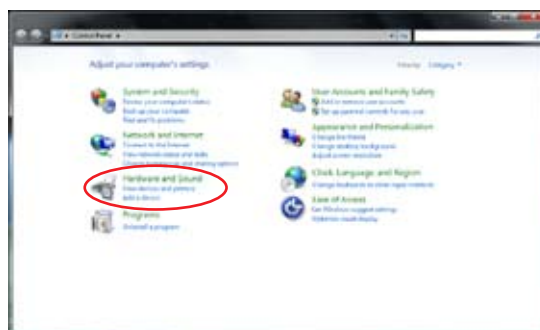 Control Panel
Adjust your computer's settings
View by: Category
System and Security
Review your computer's status
Back up your computer
Find and fix problems
Network and Internet
Connect to the Internet
View network status and tasks
Choose homegroup and sharing options
Hardware and Sound
View devices and printers
Add a device
Programs
Uninstall a program
User Accounts and Family Safety
Add or remove user accounts
Set up parental controls for any user
Appearance and Personalization
Change the theme
Change desktop background
Adjust screen resolution
Clock, Language, and Region
Change keyboards or other input methods
Ease of Access
Let Windows suggest settings
Optimize visual display